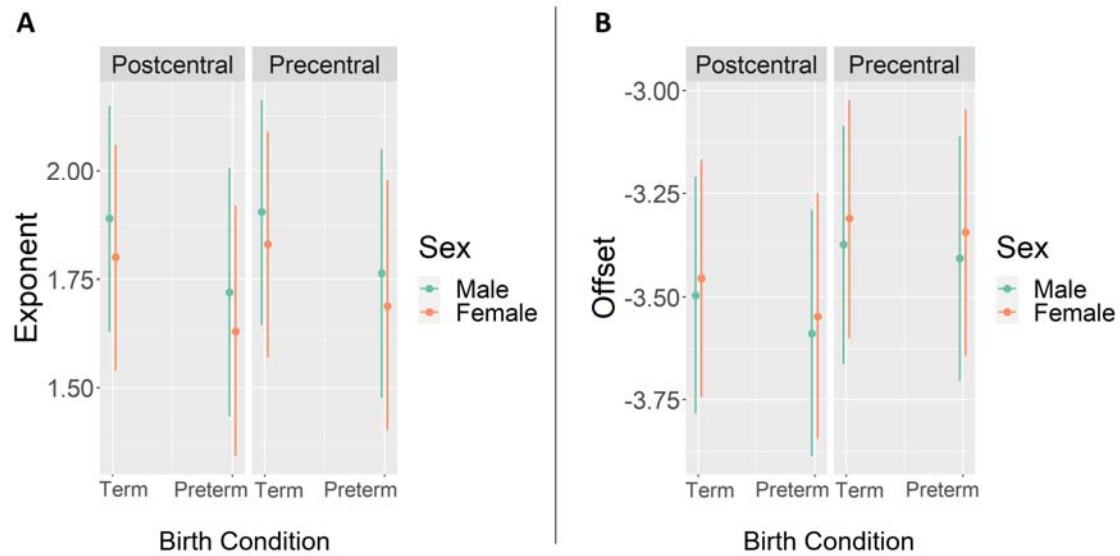 A
Postcentral Precentral
2.00
1.75
1.50
Exponent
Term Preterm Term Preterm
Birth Condition
Sex
Male
Female
B
Postcentral Precentral
-3.00
-3.25
-3.50
-3.75
Offset
Term Preterm Term Preterm
Birth Condition
Sex
Male
Female